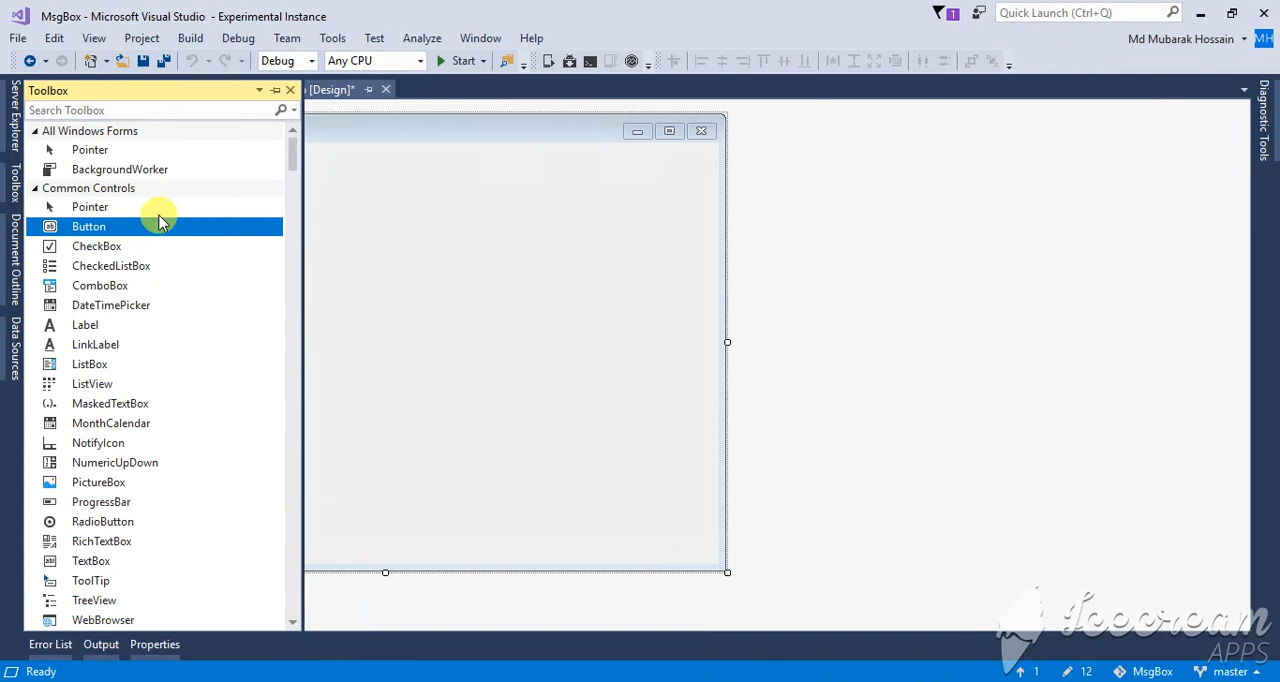 MsgBox - Microsoft Visual Studio - Experimental Instance
1
Quick Launch (Ctrl+Q)
File Edit View Project Build Debug Team Tools Test Analyze Window Help
Md Mubarak Hossain MH
Debug Any CPU Start
Toolbox
[Design]*
Search Toolbox
All Windows Forms
Pointer
BackgroundWorker
Common Controls
Pointer
Button
CheckBox
CheckedListBox
ComboBox
DateTimePicker
Label
LinkLabel
ListBox
ListView
MaskedTextBox
MonthCalendar
NotifyIcon
NumericUpDown
PictureBox
ProgressBar
RadioButton
RichTextBox
TextBox
ToolTip
TreeView
WebBrowser
Server Explorer
Toolbox
Document Outline
Data Sources
Diagnostic Tools
Error List Output Properties
Icecream
APPS
Ready
1 12 MsgBox master